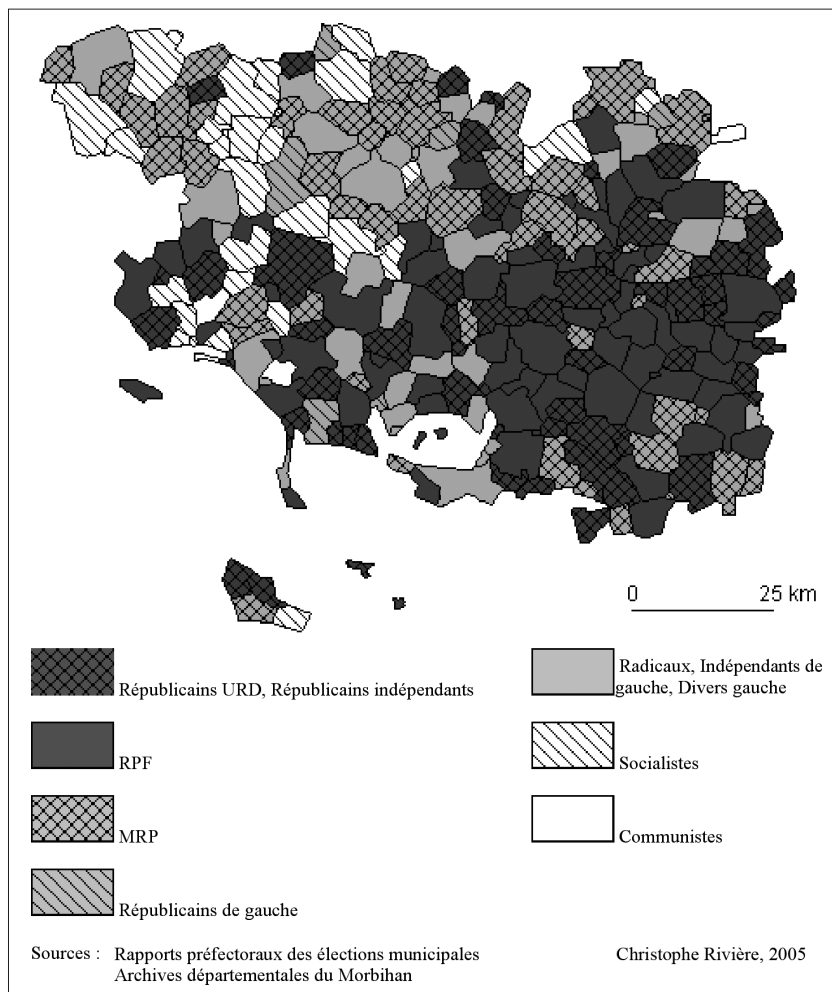 0 25 km
Républicains URD, Républicains indépendants
RPF
MRP
Républicains de gauche
Radicaux, Indépendants de
gauche, Divers gauche
Socialistes
Communistes
Sources : Rapports préfectoraux des élections municipales
Archives départementales du Morbihan
Christophe Rivière, 2005